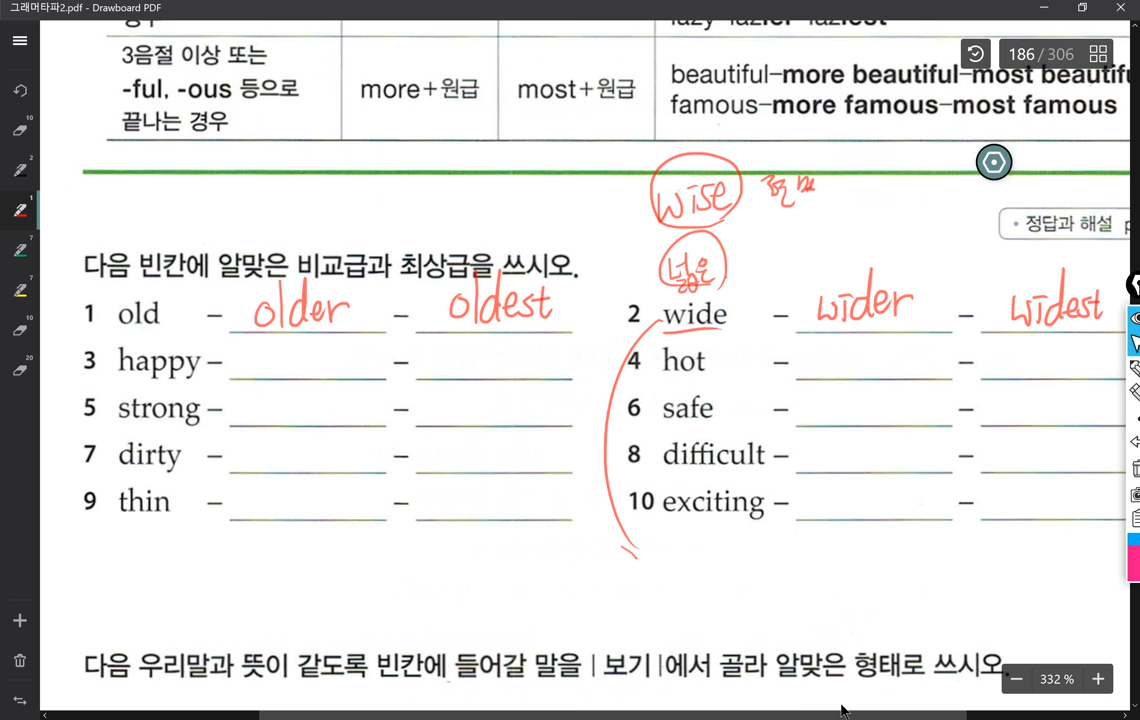 그래머타파2.pdf - Drawboard PDF
186 / 306
3음절 이상 또는
-ful, -ous 등으로
끝나는 경우
more+원급
most+원급
beautiful–more beautiful–most beautifu
famous–more famous–most famous
wise
정답과 해설
넓은
다음 빈칸에 알맞은 비교급과 최상급을 쓰시오.
1 old – older – oldest
2 wide – wider – widest
3 happy – –
4 hot – –
5 strong – –
6 safe – –
7 dirty – –
8 difficult – –
9 thin – –
10 exciting – –
다음 우리말과 뜻이 같도록 빈칸에 들어갈 말을 |보기|에서 골라 알맞은 형태로 쓰시오.
332 %